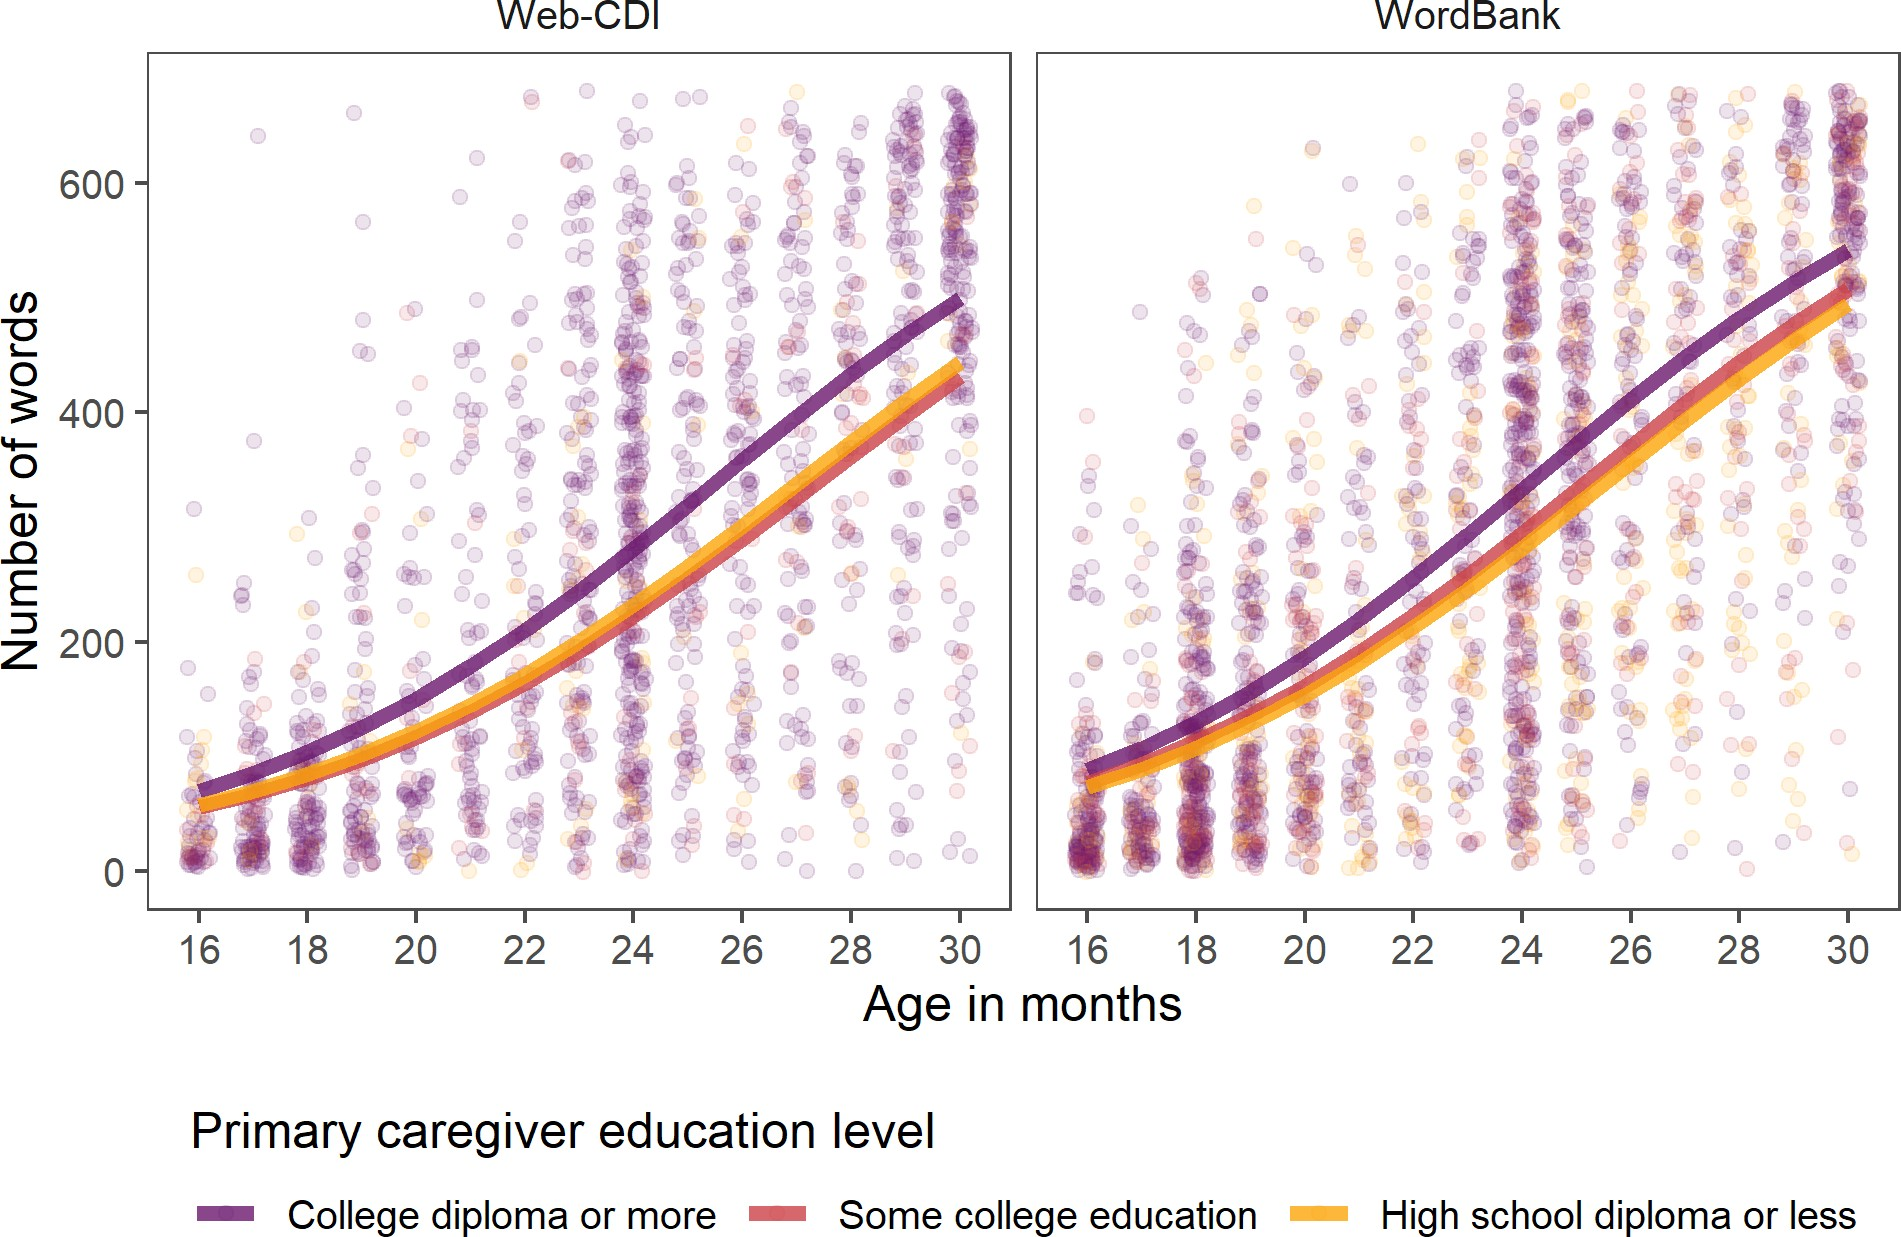 Web-CDI
WordBank
Number of words
600
400
200
0
16 18 20 22 24 26 28 30
16 18 20 22 24 26 28 30
Age in months
Primary caregiver education level
College diploma or more
Some college education
High school diploma or less